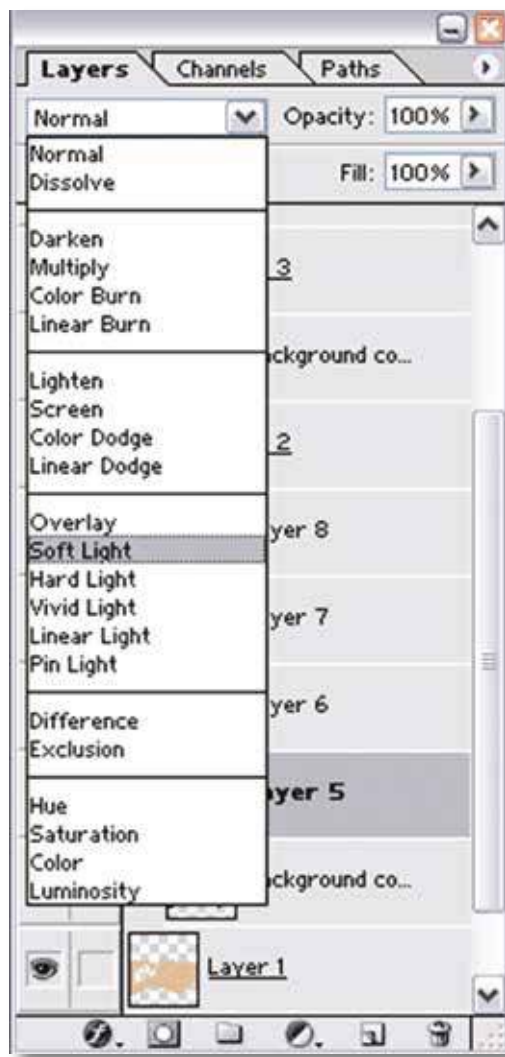 Layers Channels Paths
Normal Opacity: 100%
Fill: 100%
Normal
Dissolve
Darken
Multiply
Color Burn
Linear Burn
Lighten
Screen
Color Dodge
Linear Dodge
Overlay
Soft Light
Hard Light
Vivid Light
Linear Light
Pin Light
Difference
Exclusion
Hue
Saturation
Color
Luminosity
3
ckground co...
2
yer 8
yer 7
yer 6
yer 5
ckground co...
Layer 1